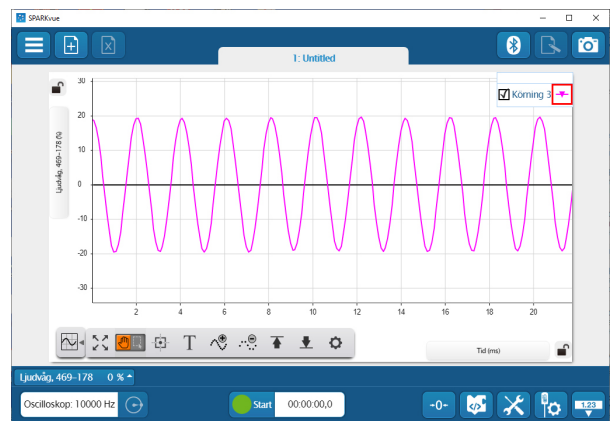 SPARKvue
1: Untitled
Körning 3
Ljudvåg, 469-178 (%)
30
20
10
0
-10
-20
-30
2 4 6 8 10 12 14 16 18 20
T
Tid (ms)
Ljudvåg, 469-178 0 %
Oscilloskop: 10000 Hz
Start
00:00:00,0
→0←
</>
1.23